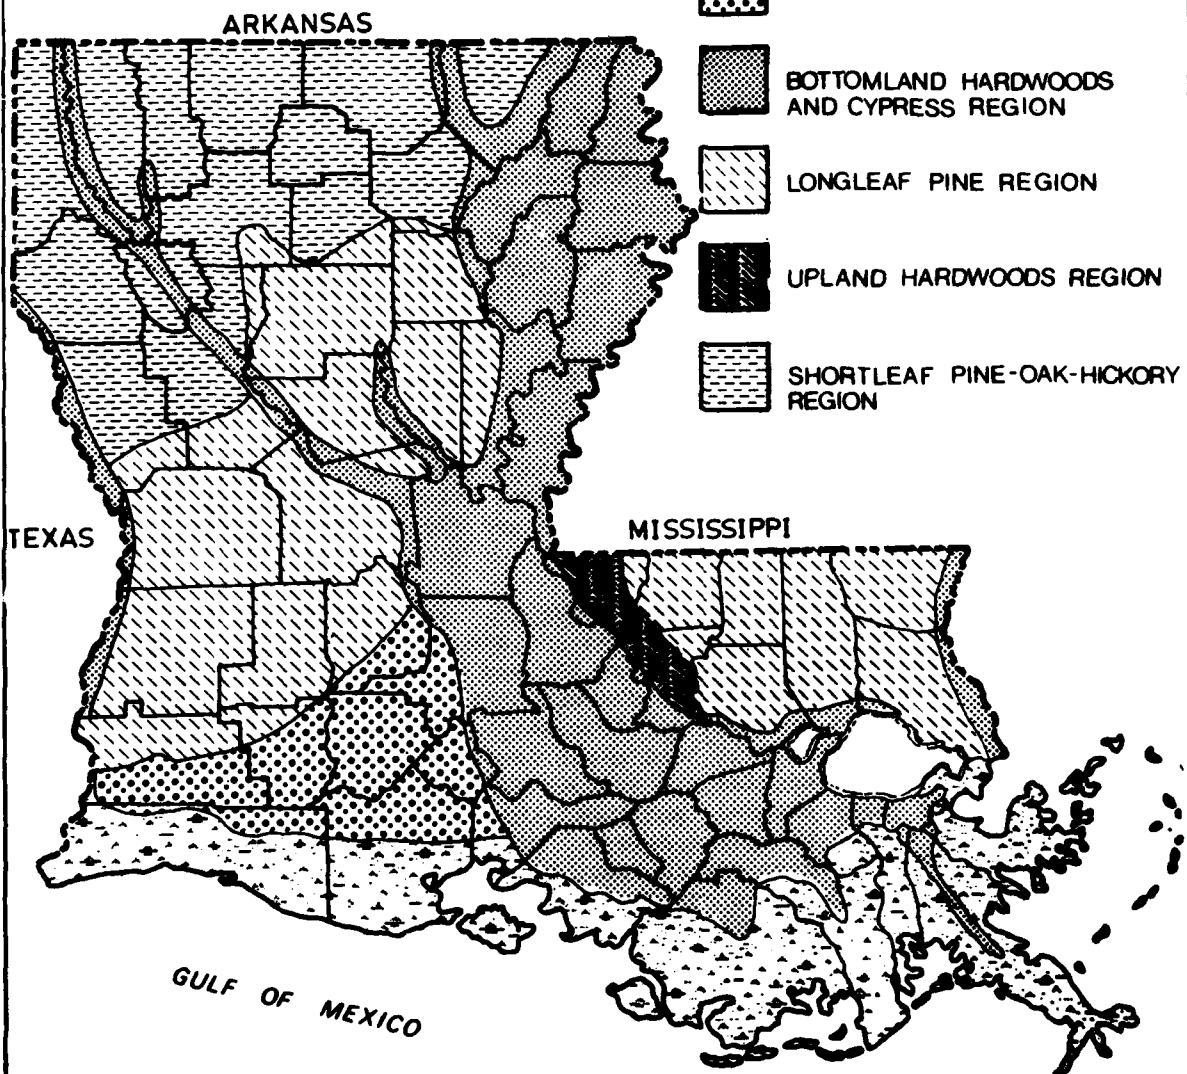 ARKANSAS
BOTTOMLAND HARDWOODS
AND CYPRESS REGION
LONGLEAF PINE REGION
UPLAND HARDWOODS REGION
SHORTLEAF PINE-OAK-HICKORY
REGION
TEXAS
MISSISSIPPI
GULF OF MEXICO